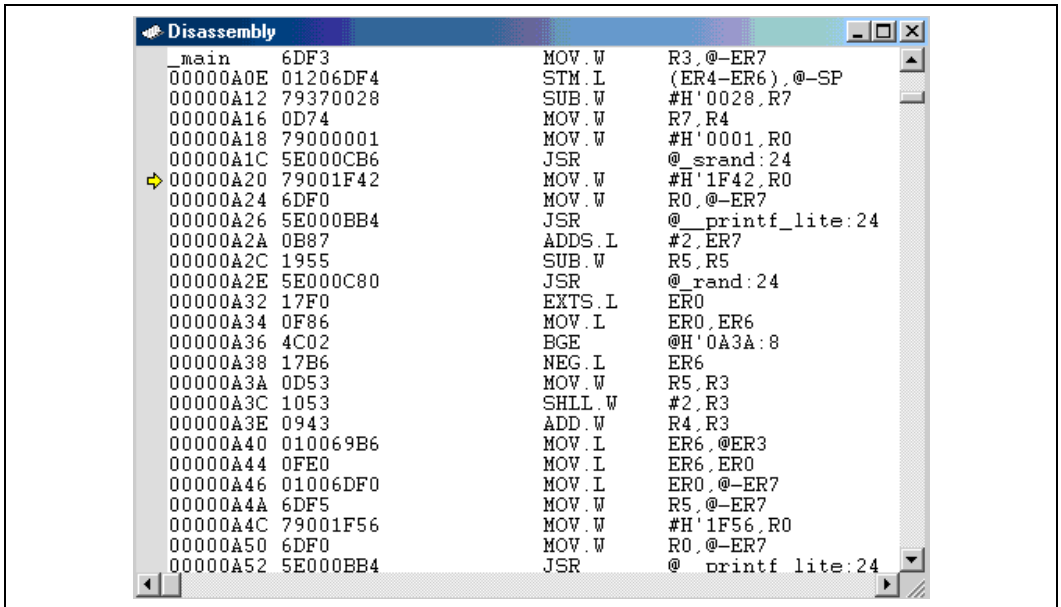 Disassembly
_main 6DF3 MOV.W R3,@-ER7
00000A0E 01206DF4 STM.L (ER4-ER6),@-SP
00000A12 79370028 SUB.W #H'0028,R7
00000A16 0D74 MOV.W R7,R4
00000A18 79000001 MOV.W #H'0001,R0
00000A1C 5E000CB6 JSR @_srand:24
00000A20 79001F42 MOV.W #H'1F42,R0
00000A24 6DF0 MOV.W R0,@-ER7
00000A26 5E000BB4 JSR @__printf_lite:24
00000A2A 0B87 ADDS.L #2,ER7
00000A2C 1955 SUB.W R5,R5
00000A2E 5E000C80 JSR @_rand:24
00000A32 17F0 EXTS.L ER0
00000A34 0F86 MOV.L ER0,ER6
00000A36 4C02 BGE @H'0A3A:8
00000A38 17B6 NEG.L ER6
00000A3A 0D53 MOV.W R5,R3
00000A3C 1053 SHLL.W #2,R3
00000A3E 0943 ADD.W R4,R3
00000A40 010069B6 MOV.L ER6,@ER3
00000A44 0FE0 MOV.L ER6,ER0
00000A46 01006DF0 MOV.L ER0,@-ER7
00000A4A 6DF5 MOV.W R5,@-ER7
00000A4C 79001F56 MOV.W #H'1F56,R0
00000A50 6DF0 MOV.W R0,@-ER7
00000A52 5E000BB4 JSR @__printf_lite:24